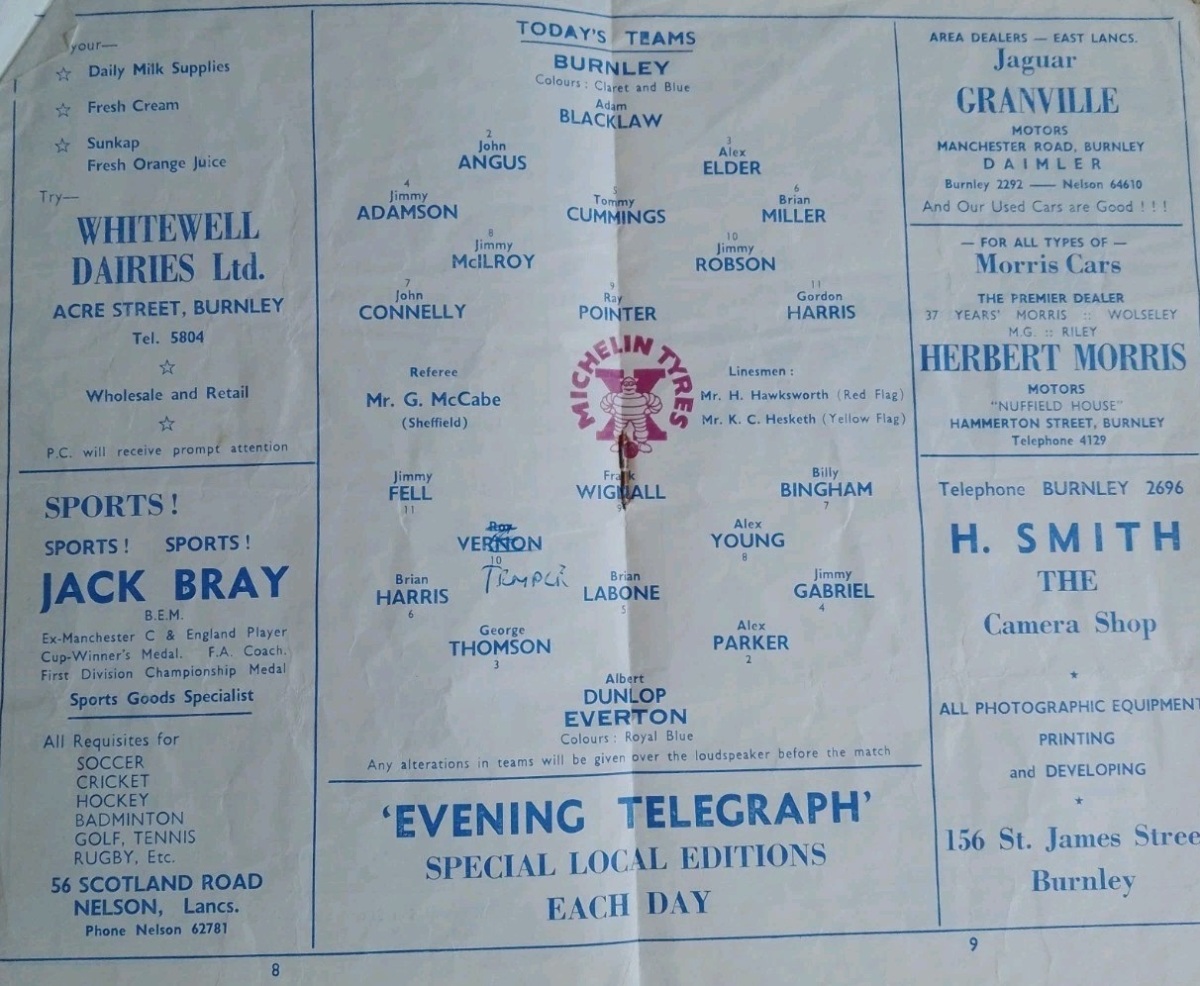 your—
☆ Daily Milk Supplies
☆ Fresh Cream
☆ Sunkap
Fresh Orange Juice
Try—
WHITEWELL
DAIRIES Ltd.
ACRE STREET, BURNLEY
Tel. 5804
☆
Wholesale and Retail
☆
P.C. will receive prompt attention
SPORTS!
SPORTS! SPORTS!
JACK BRAY
B.E.M.
Ex-Manchester C & England Player
Cup-Winner's Medal. F.A. Coach.
First Division Championship Medal
Sports Goods Specialist
All Requisites for
SOCCER
CRICKET
HOCKEY
BADMINTON
GOLF, TENNIS
RUGBY, Etc.
56 SCOTLAND ROAD
NELSON, Lancs.
Phone Nelson 62781
8
TODAY'S TEAMS
BURNLEY
Colours : Claret and Blue
Adam
BLACKLAW
2 3
John Alex
ANGUS ELDER
4 5 6
Jimmy Tommy Brian
ADAMSON CUMMINGS MILLER
8 10
Jimmy Jimmy
McILROY ROBSON
7 9 11
John Ray Gordon
CONNELLY POINTER HARRIS
MICHELIN TYRES
X
Referee Linesmen :
Mr. G. McCabe Mr. H. Hawksworth (Red Flag)
(Sheffield) Mr. K. C. Hesketh (Yellow Flag)
Jimmy Frank Billy
FELL WIGNALL BINGHAM
11 9 7
Roy Alex
VERNON YOUNG
10 8
TEMPLE
Brian Brian Jimmy
HARRIS LABONE GABRIEL
6 5 4
George Alex
THOMSON PARKER
3 2
Albert
DUNLOP
EVERTON
Colours : Royal Blue
Any alterations in teams will be given over the loudspeaker before the match
'EVENING TELEGRAPH'
SPECIAL LOCAL EDITIONS
EACH DAY
AREA DEALERS — EAST LANCS.
Jaguar
GRANVILLE
MOTORS
MANCHESTER ROAD, BURNLEY
DAIMLER
Burnley 2292 — Nelson 64610
And Our Used Cars are Good ! ! !
— FOR ALL TYPES OF —
Morris Cars
THE PREMIER DEALER
37 YEARS' MORRIS :: WOLSELEY
M.G. :: RILEY
HERBERT MORRIS
MOTORS
"NUFFIELD HOUSE"
HAMMERTON STREET, BURNLEY
Telephone 4129
Telephone BURNLEY 2696
H. SMITH
THE
Camera Shop
★
ALL PHOTOGRAPHIC EQUIPMENT
PRINTING
and DEVELOPING
★
156 St. James Stree
Burnley
9